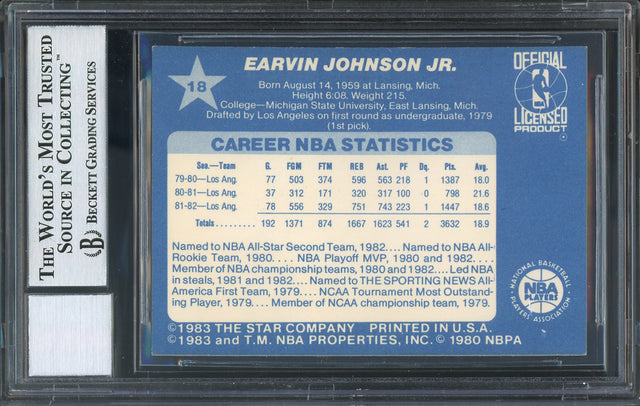 THE WORLD'S MOST TRUSTED
SOURCE IN COLLECTING™
BECKETT GRADING SERVICES
B
18
EARVIN JOHNSON JR.
Born August 14, 1959 at Lansing, Mich.
Height 6:08. Weight 215.
College—Michigan State University, East Lansing, Mich.
Drafted by Los Angeles on first round as undergraduate, 1979
(1st pick).
OFFICIAL
NBA
LICENSED
PRODUCT
CAREER NBA STATISTICS
Sea.—Team G. FGM FTM REB Ast. PF Dq. Pts. Avg.
79-80—Los Ang. 77 503 374 596 563 218 1 1387 18.0
80-81—Los Ang. 37 312 171 320 317 100 0 798 21.6
81-82—Los Ang. 78 556 329 751 743 223 1 1447 18.6
Totals 192 1371 874 1667 1623 541 2 3632 18.9
Named to NBA All-Star Second Team, 1982.... Named to NBA All-
Rookie Team, 1980.... NBA Playoff MVP, 1980 and 1982....
Member of NBA championship teams, 1980 and 1982.... Led NBA
in steals, 1981 and 1982.... Named to THE SPORTING NEWS All-
America First Team, 1979.... NCAA Tournament Most Outstand-
ing Player, 1979.... Member of NCAA championship team, 1979.
NATIONAL BASKETBALL
NBA
PLAYERS
PLAYERS ASSOCIATION
©1983 THE STAR COMPANY PRINTED IN U.S.A.
©1983 and T.M. NBA PROPERTIES, INC. © 1980 NBPA